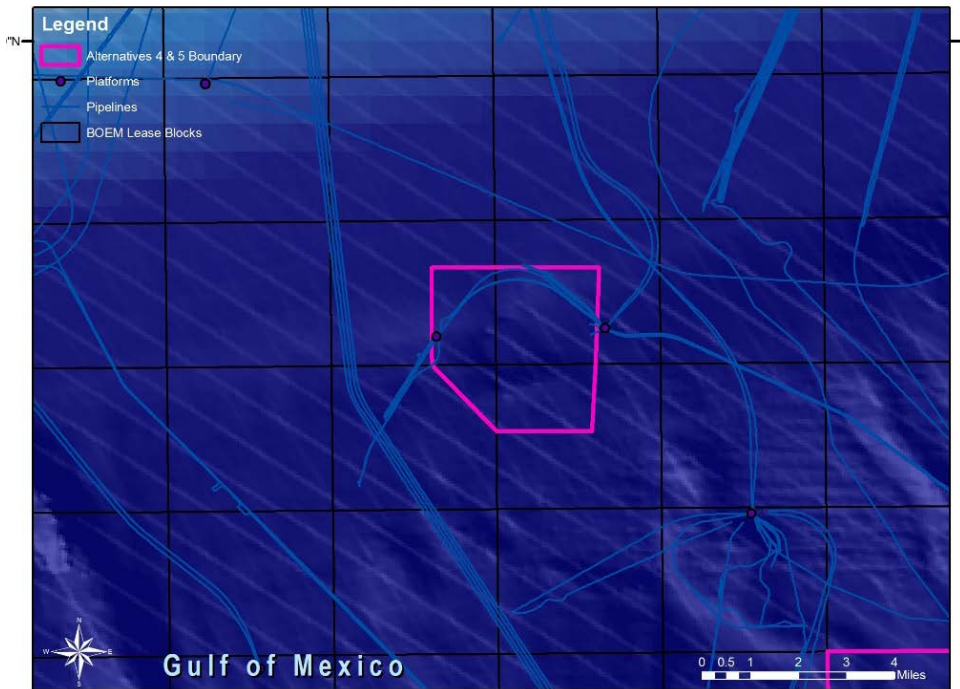 "N
Legend
Alternatives 4 & 5 Boundary
Platforms
Pipelines
BOEM Lease Blocks
N
W E
S
Gulf of Mexico
0 0.5 1 2 3 4
Miles